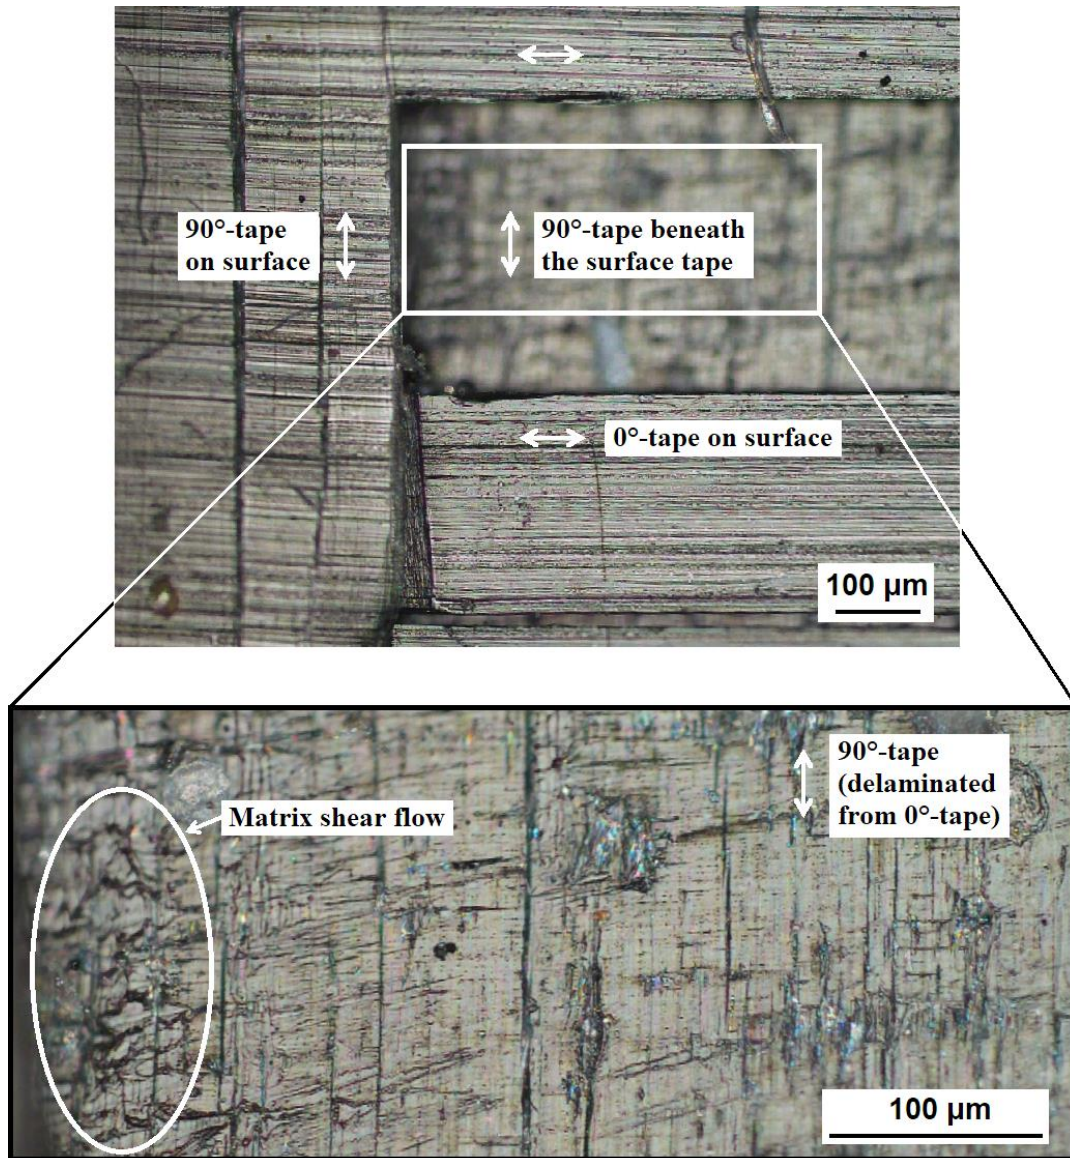 90°-tape
on surface
90°-tape beneath
the surface tape
0°-tape on surface
100 µm
90°-tape
(delaminated
from 0°-tape)
Matrix shear flow
100 µm